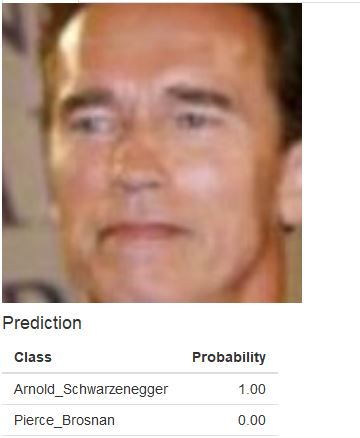 Prediction
Class Probability
Arnold_Schwarzenegger 1.00
Pierce_Brosnan 0.00